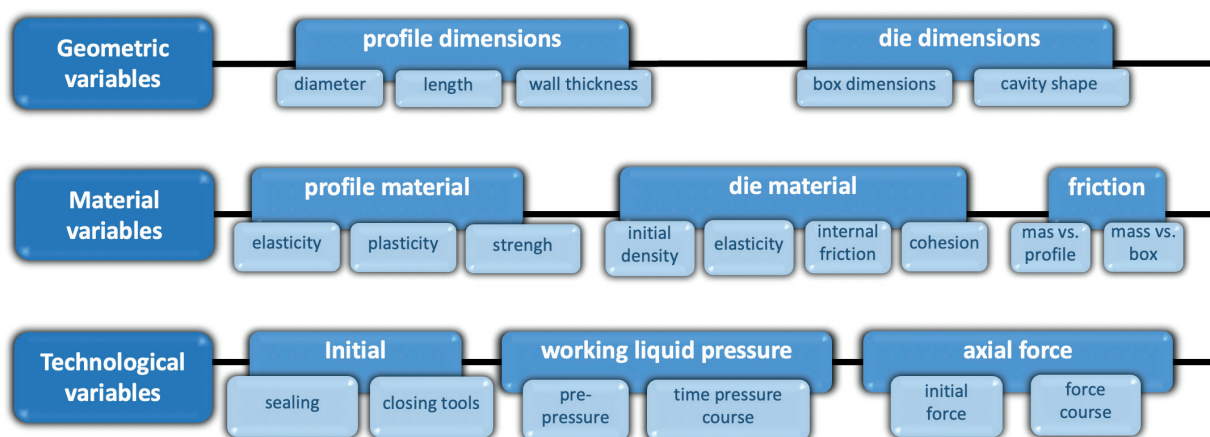 Geometric
variables
profile dimensions
diameter
length
wall thickness
die dimensions
box dimensions
cavity shape
Material
variables
profile material
elasticity
plasticity
strengh
die material
initial
density
elasticity
internal
friction
cohesion
friction
mas vs.
profile
mass vs.
box
Technological
variables
Initial
sealing
closing tools
working liquid pressure
pre-
pressure
time pressure
course
axial force
initial
force
force
course